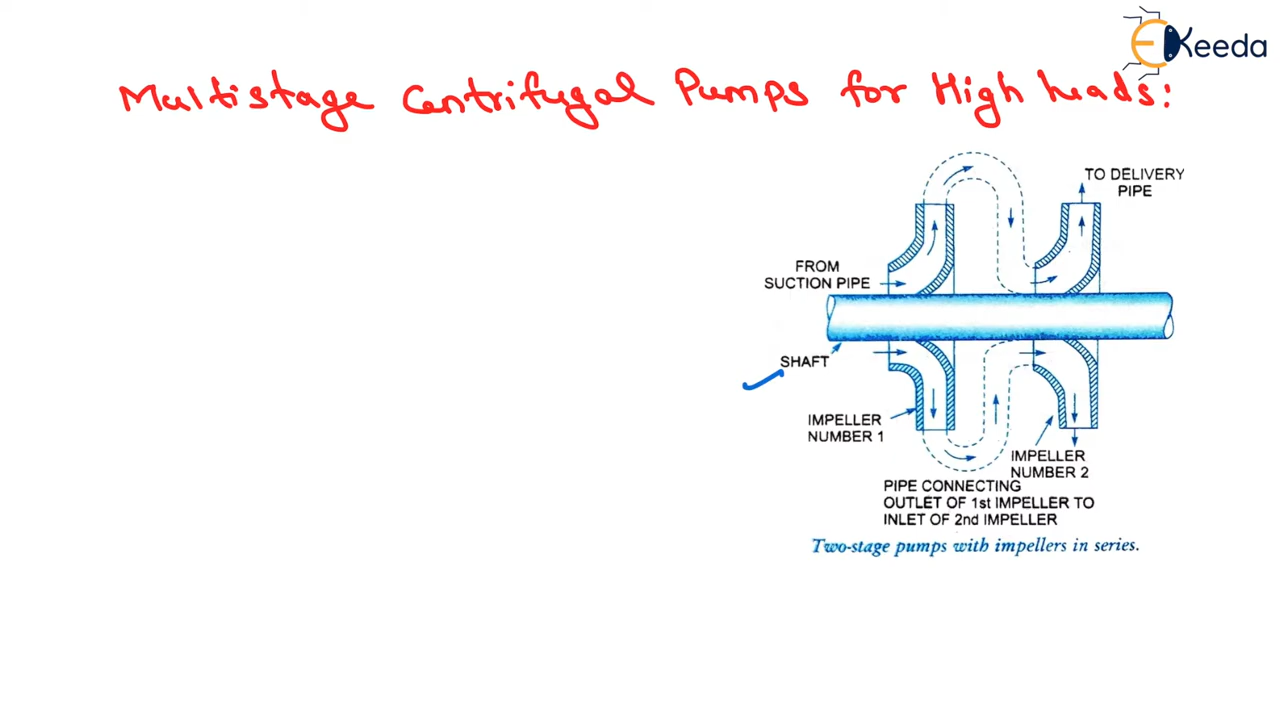 EKeeda
Multistage Centrifugal Pumps for High heads:
TO DELIVERY
PIPE
FROM
SUCTION PIPE
SHAFT
IMPELLER
NUMBER 1
IMPELLER
NUMBER 2
PIPE CONNECTING
OUTLET OF 1st IMPELLER TO
INLET OF 2nd IMPELLER
Two-stage pumps with impellers in series.